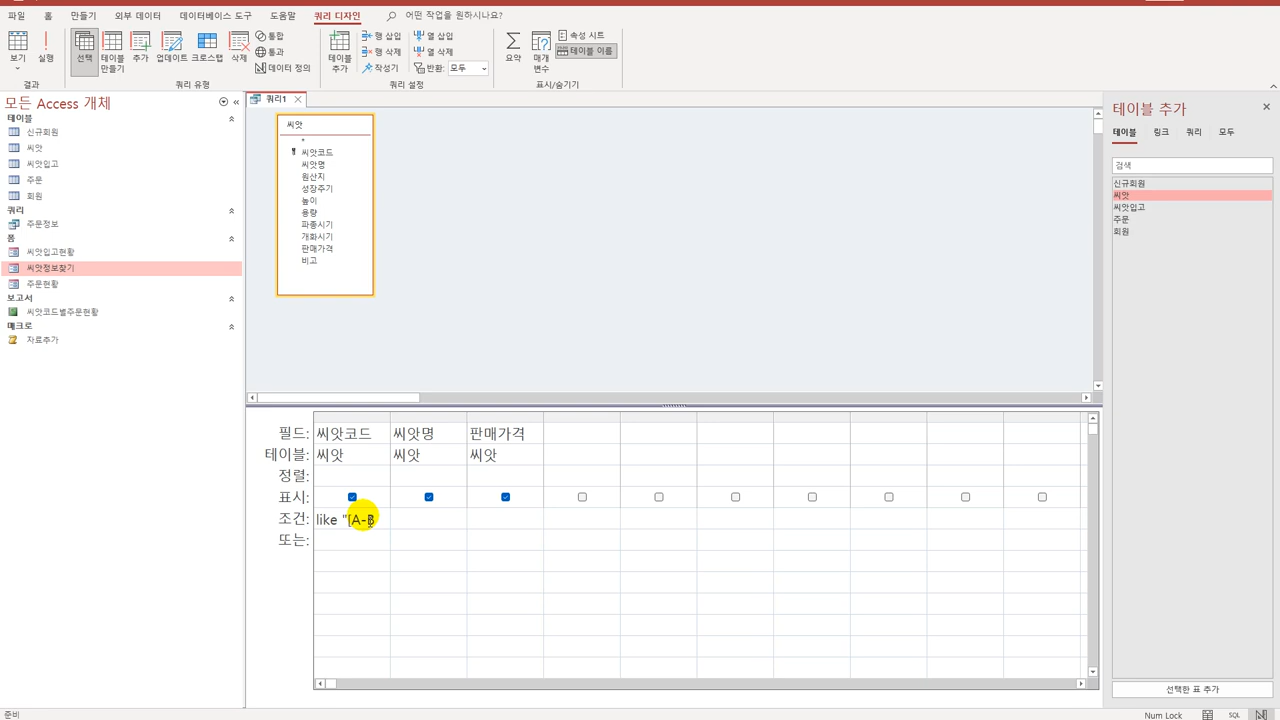 파일 홈 만들기 외부 데이터 데이터베이스 도구 도움말 쿼리 디자인 어떤 작업을 원하시나요?
보기 실행 선택 테이블 만들기 추가 업데이트 크로스탭 삭제
통합
통과
데이터 정의
테이블 추가
행 삽입
행 삭제
작성기
열 삽입
열 삭제
반환: 모두
요약 매개 변수
속성 시트
테이블 이름
결과 쿼리 유형 쿼리 설정 표시/숨기기
모든 Access 개체
테이블
신규회원
씨앗
씨앗입고
주문
회원
쿼리
주문정보
폼
씨앗입고현황
씨앗정보찾기
주문현황
보고서
씨앗코드별주문현황
매크로
자료추가
쿼리1
씨앗
*
씨앗코드
씨앗명
원산지
성장주기
높이
용량
파종시기
개화시기
판매가격
비고
필드: 씨앗코드 씨앗명 판매가격
테이블: 씨앗 씨앗 씨앗
정렬:
표시:
조건: like "[A-B
또는:
테이블 추가
테이블 링크 쿼리 모두
검색
신규회원
씨앗
씨앗입고
주문
회원
선택한 표 추가
준비
Num Lock SQL